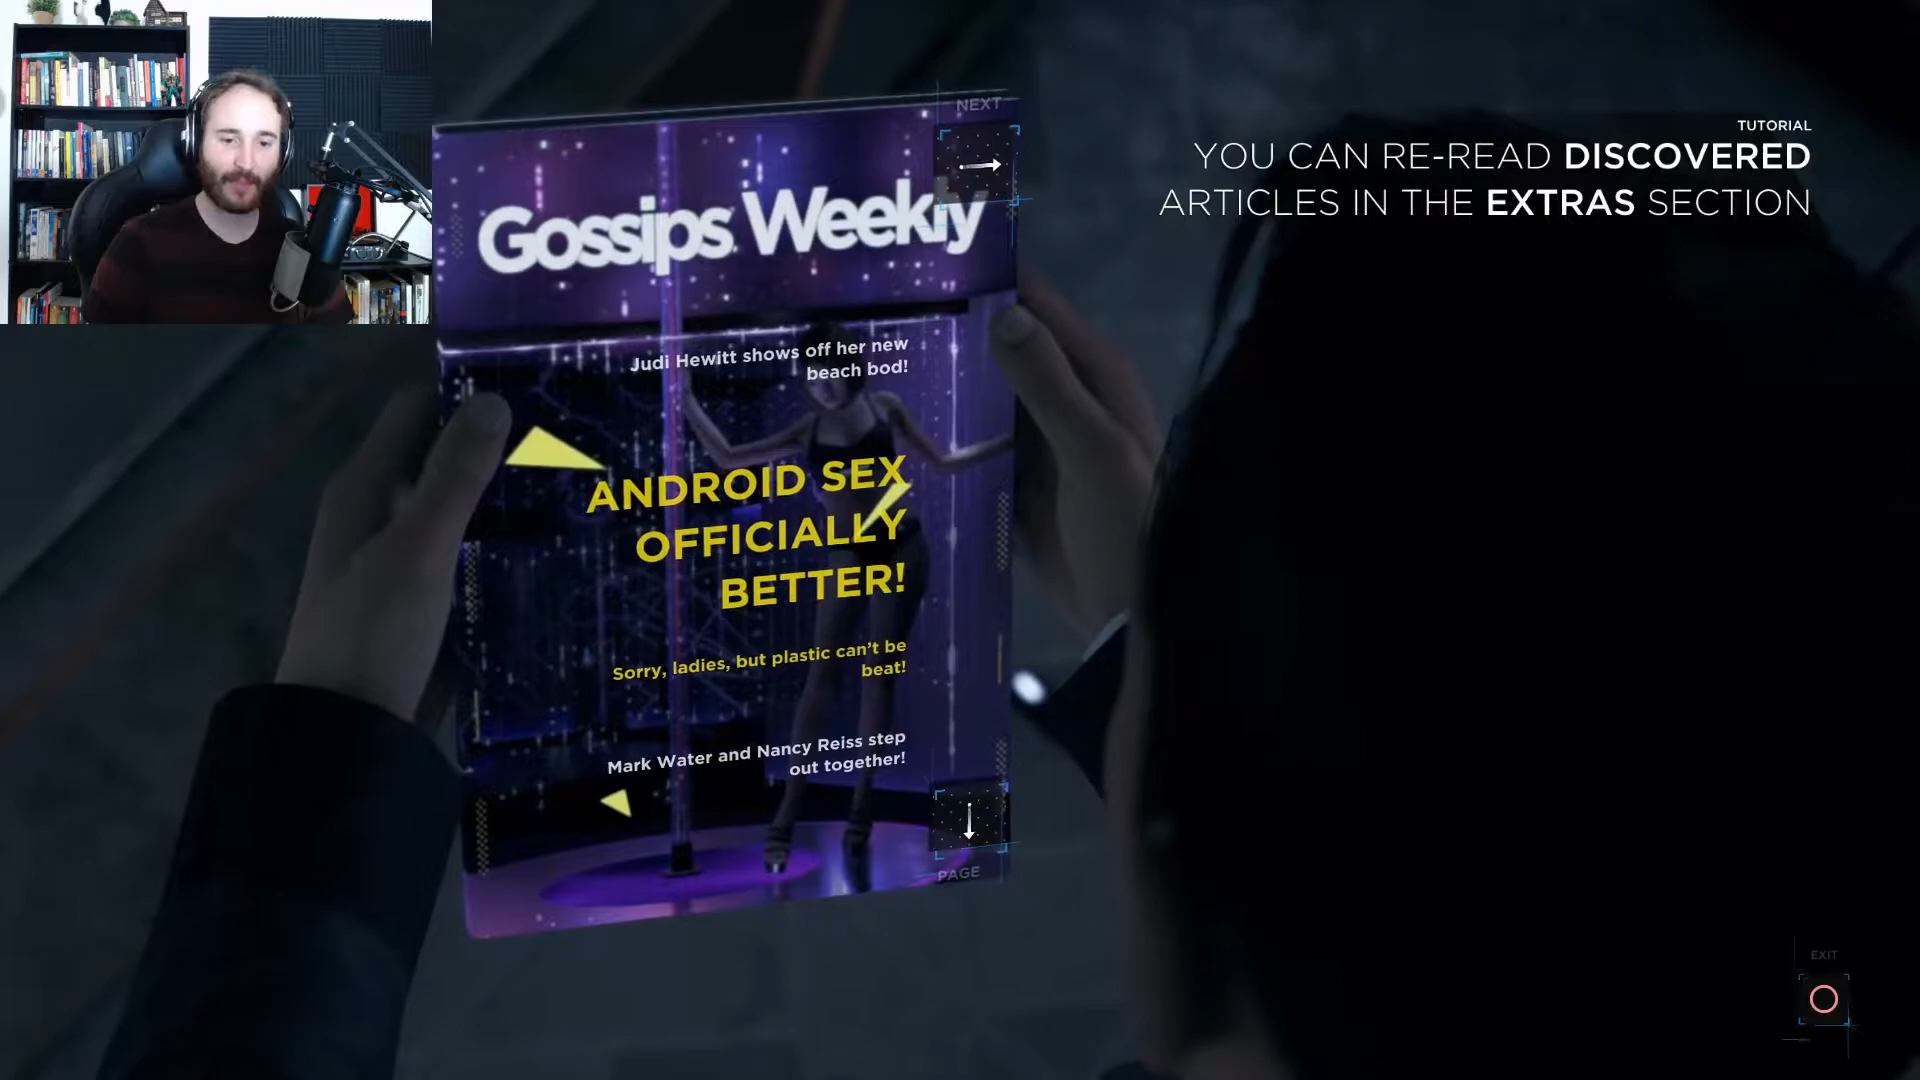 NEXT
Gossips Weekly
Judi Hewitt shows off her new
beach bod!
ANDROID SEX
OFFICIALLY
BETTER!
Sorry, ladies, but plastic can't be
beat!
Mark Water and Nancy Reiss step
out together!
PAGE
TUTORIAL
YOU CAN RE-READ DISCOVERED
ARTICLES IN THE EXTRAS SECTION
EXIT